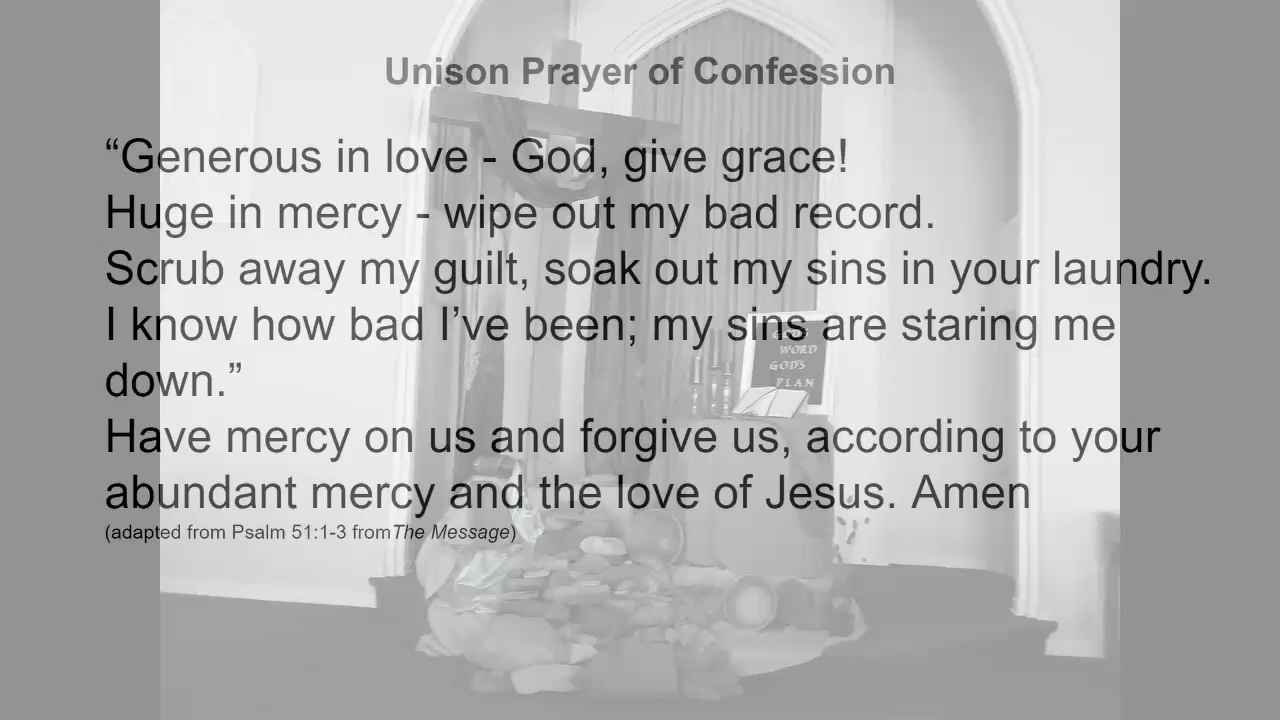 Unison Prayer of Confession
“Generous in love - God, give grace!
Huge in mercy - wipe out my bad record.
Scrub away my guilt, soak out my sins in your laundry.
I know how bad I’ve been; my sins are staring me
down.”
Have mercy on us and forgive us, according to your
abundant mercy and the love of Jesus. Amen
(adapted from Psalm 51:1-3 fromThe Message)
GOD'S
WORD
GOD'S
PLAN